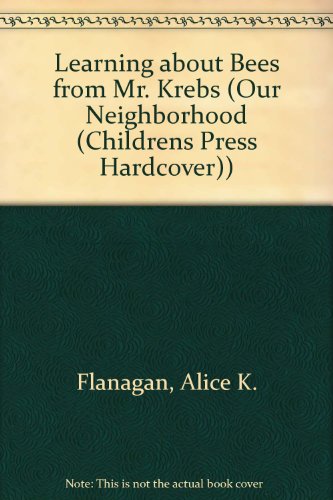 Learning about Bees
from Mr. Krebs (Our
Neighborhood
(Childrens Press
Hardcover))
Flanagan, Alice K.
Note: This is not the actual book cover